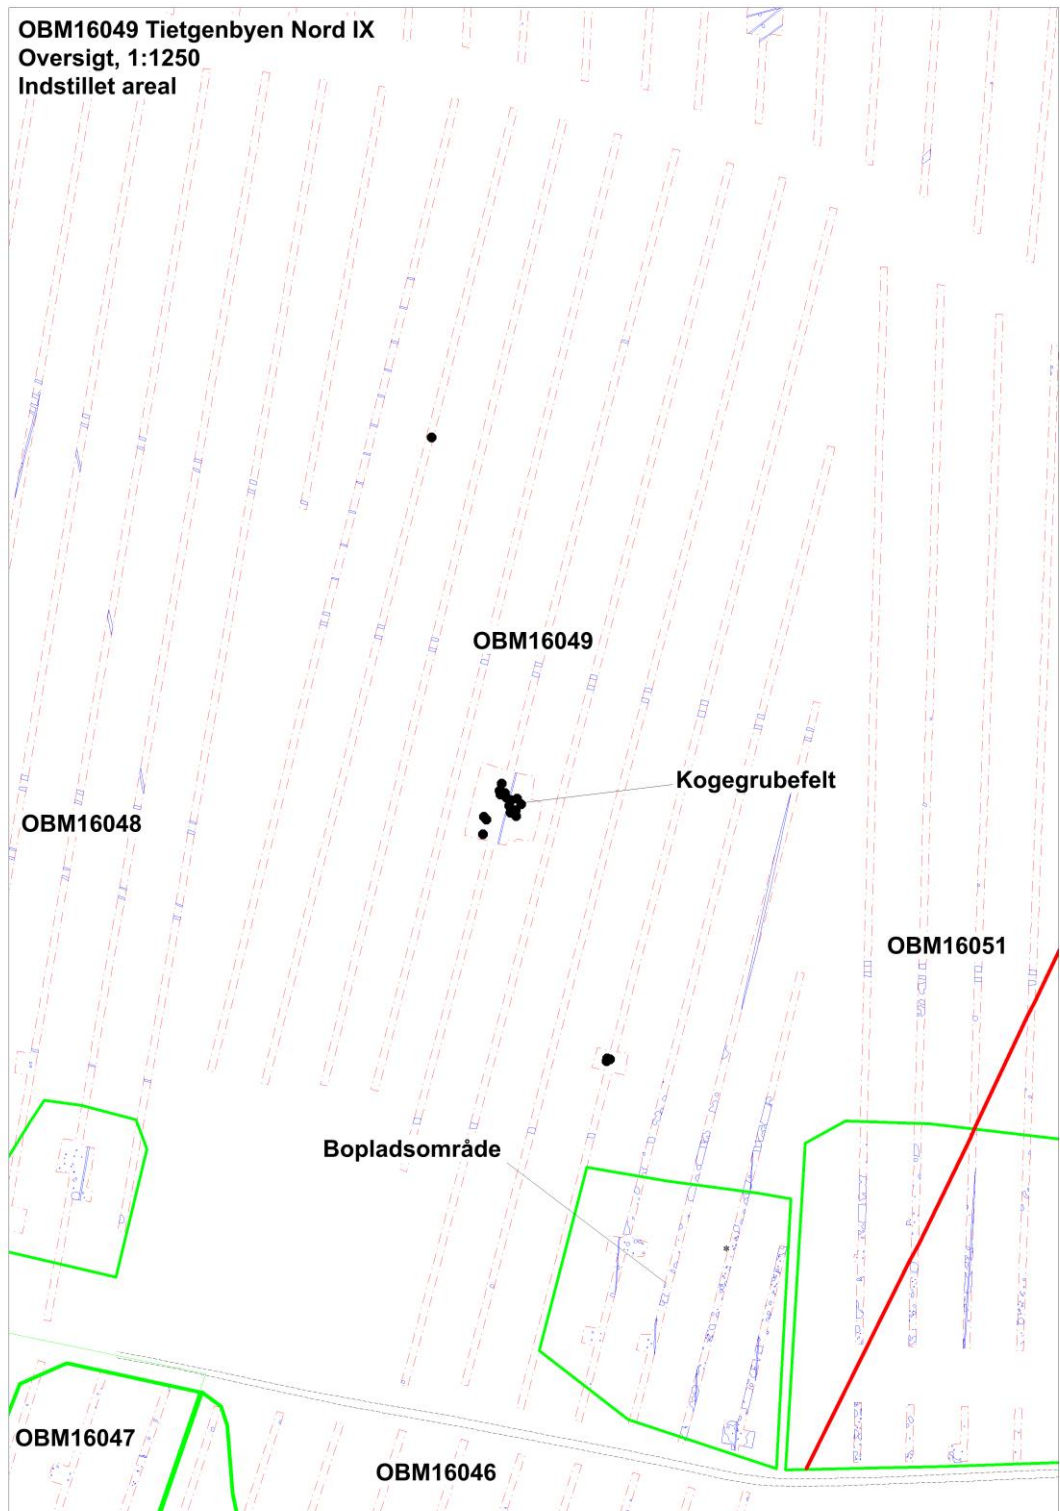 OBM16049 Tietgenbyen Nord IX
Oversigt, 1:1250
Indstillet areal
OBM16049
Kogegrubefelt
OBM16048
OBM16051
Bopladsområde
OBM16047
OBM16046